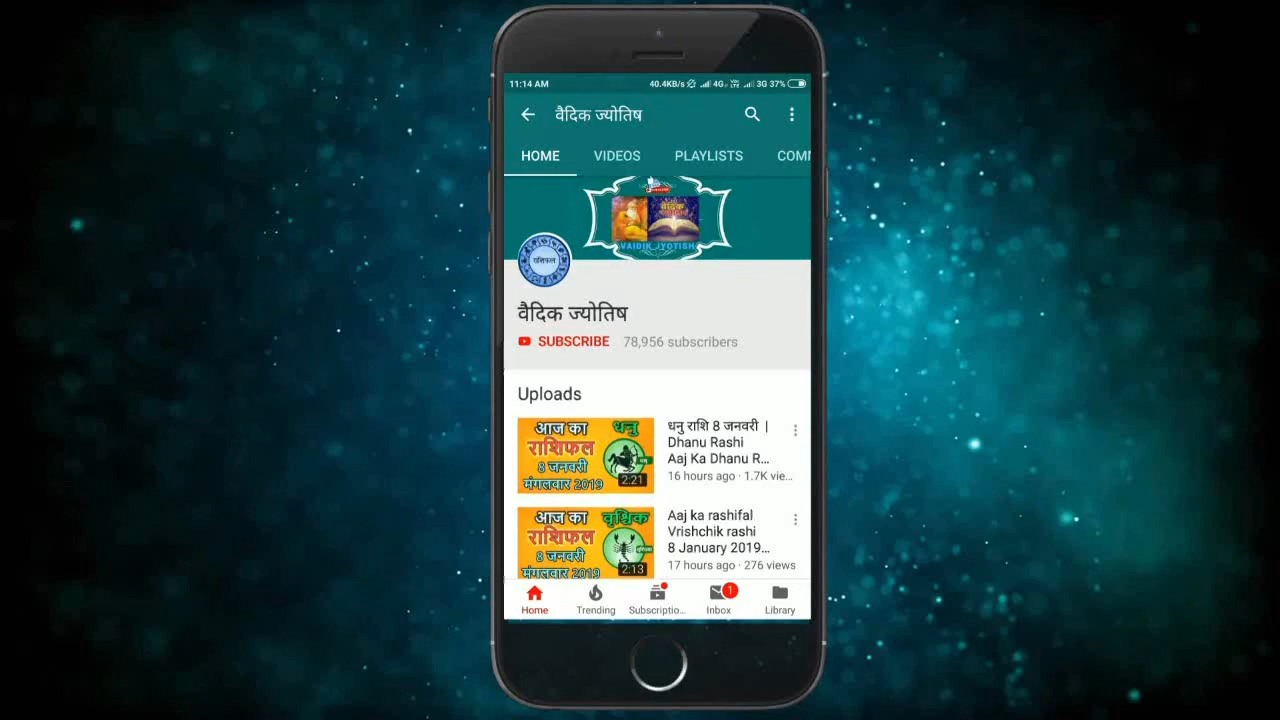 11:14 AM
40.4KB/s 4G 3G 37%
वैदिक ज्योतिष
HOME VIDEOS PLAYLISTS COMM
वैदिक
VAIDIK JYOTISH
राशिफल
वैदिक ज्योतिष
SUBSCRIBE 78,956 subscribers
Uploads
आज का धनु
राशिफल
8 जनवरी
मंगलवार 2019
2:21
धनु राशि 8 जनवरी |
Dhanu Rashi
Aaj Ka Dhanu R...
16 hours ago · 1.7K vie...
आज का वृश्चिक
राशिफल
8 जनवरी
मंगलवार 2019
2:13
Aaj ka rashifal
Vrishchik rashi
8 January 2019...
17 hours ago · 276 views
1
Home Trending Subscriptio... Inbox Library